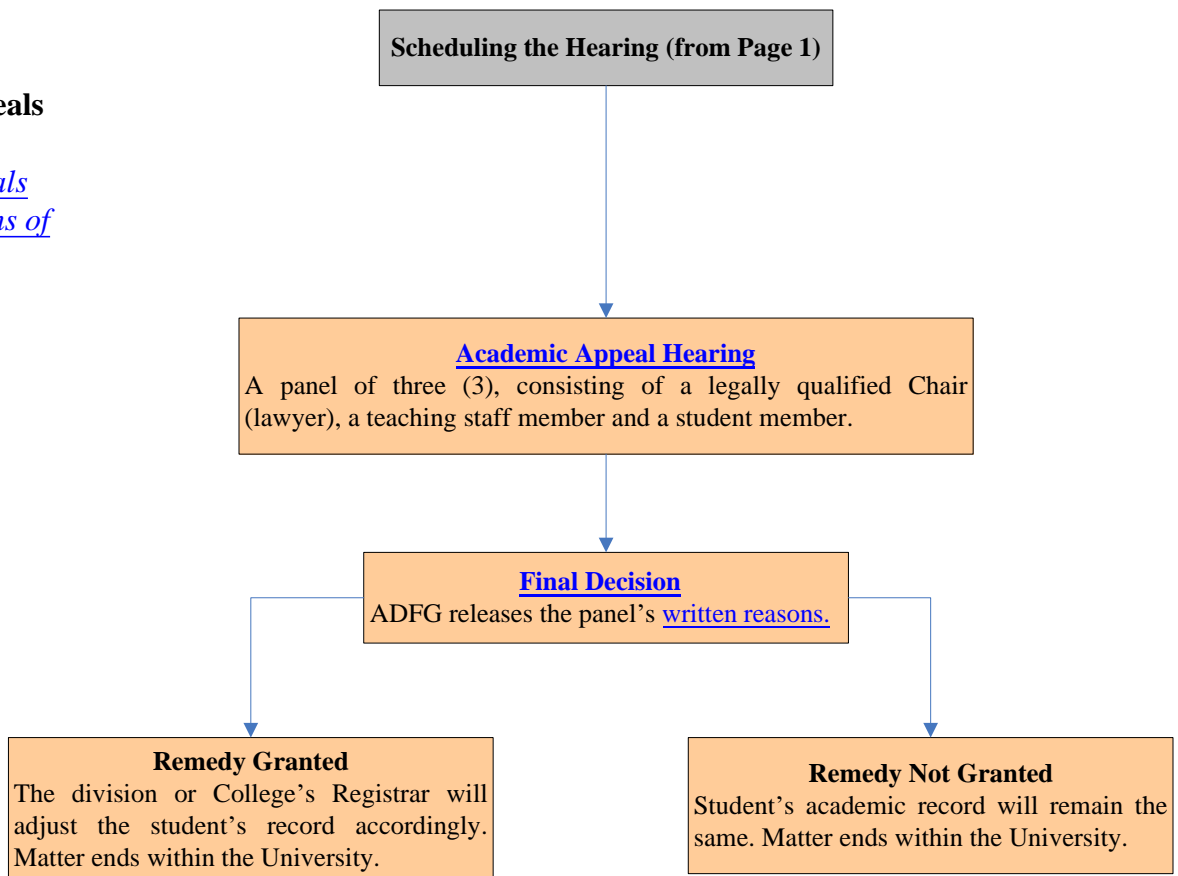 Scheduling the Hearing (from Page 1)
eals
als
ns of
Academic Appeal Hearing
A panel of three (3), consisting of a legally qualified Chair
(lawyer), a teaching staff member and a student member.
Final Decision
ADFG releases the panel’s written reasons.
Remedy Granted
The division or College’s Registrar will
adjust the student’s record accordingly.
Matter ends within the University.
Remedy Not Granted
Student’s academic record will remain the
same. Matter ends within the University.